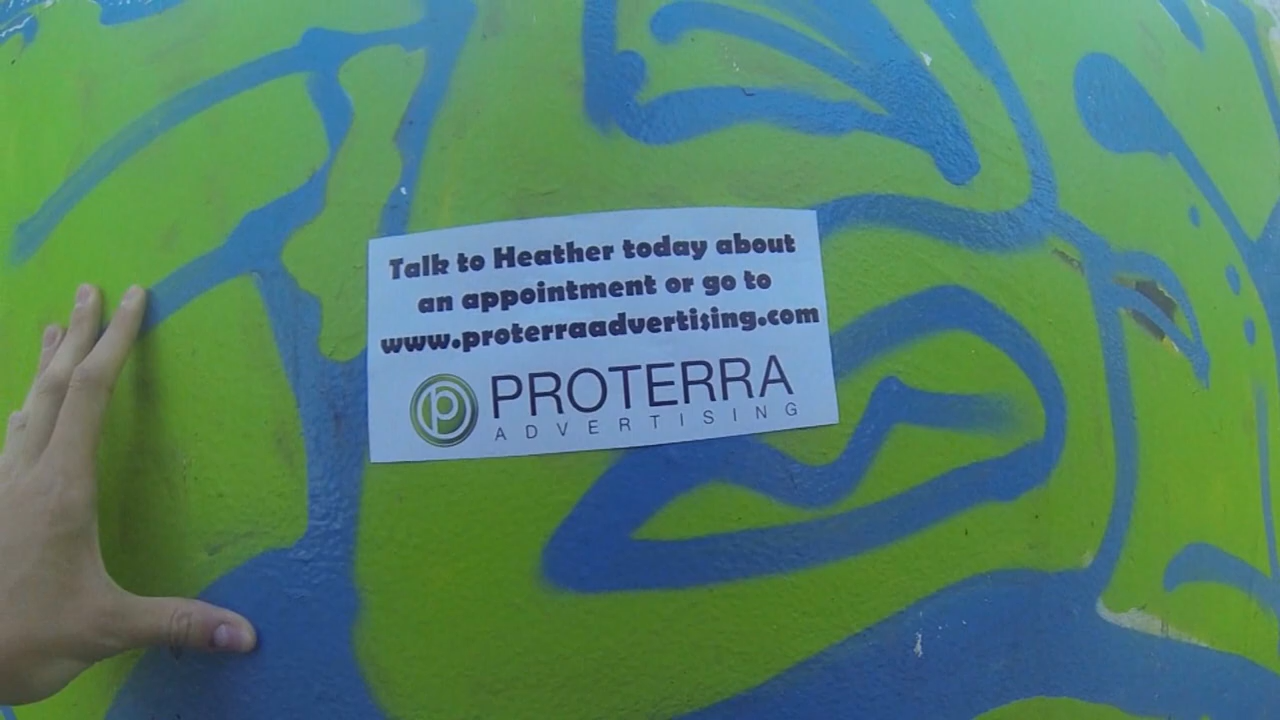 Talk to Heather today about
an appointment or go to
www.proterraadvertising.com
PROTERRA
ADVERTISING